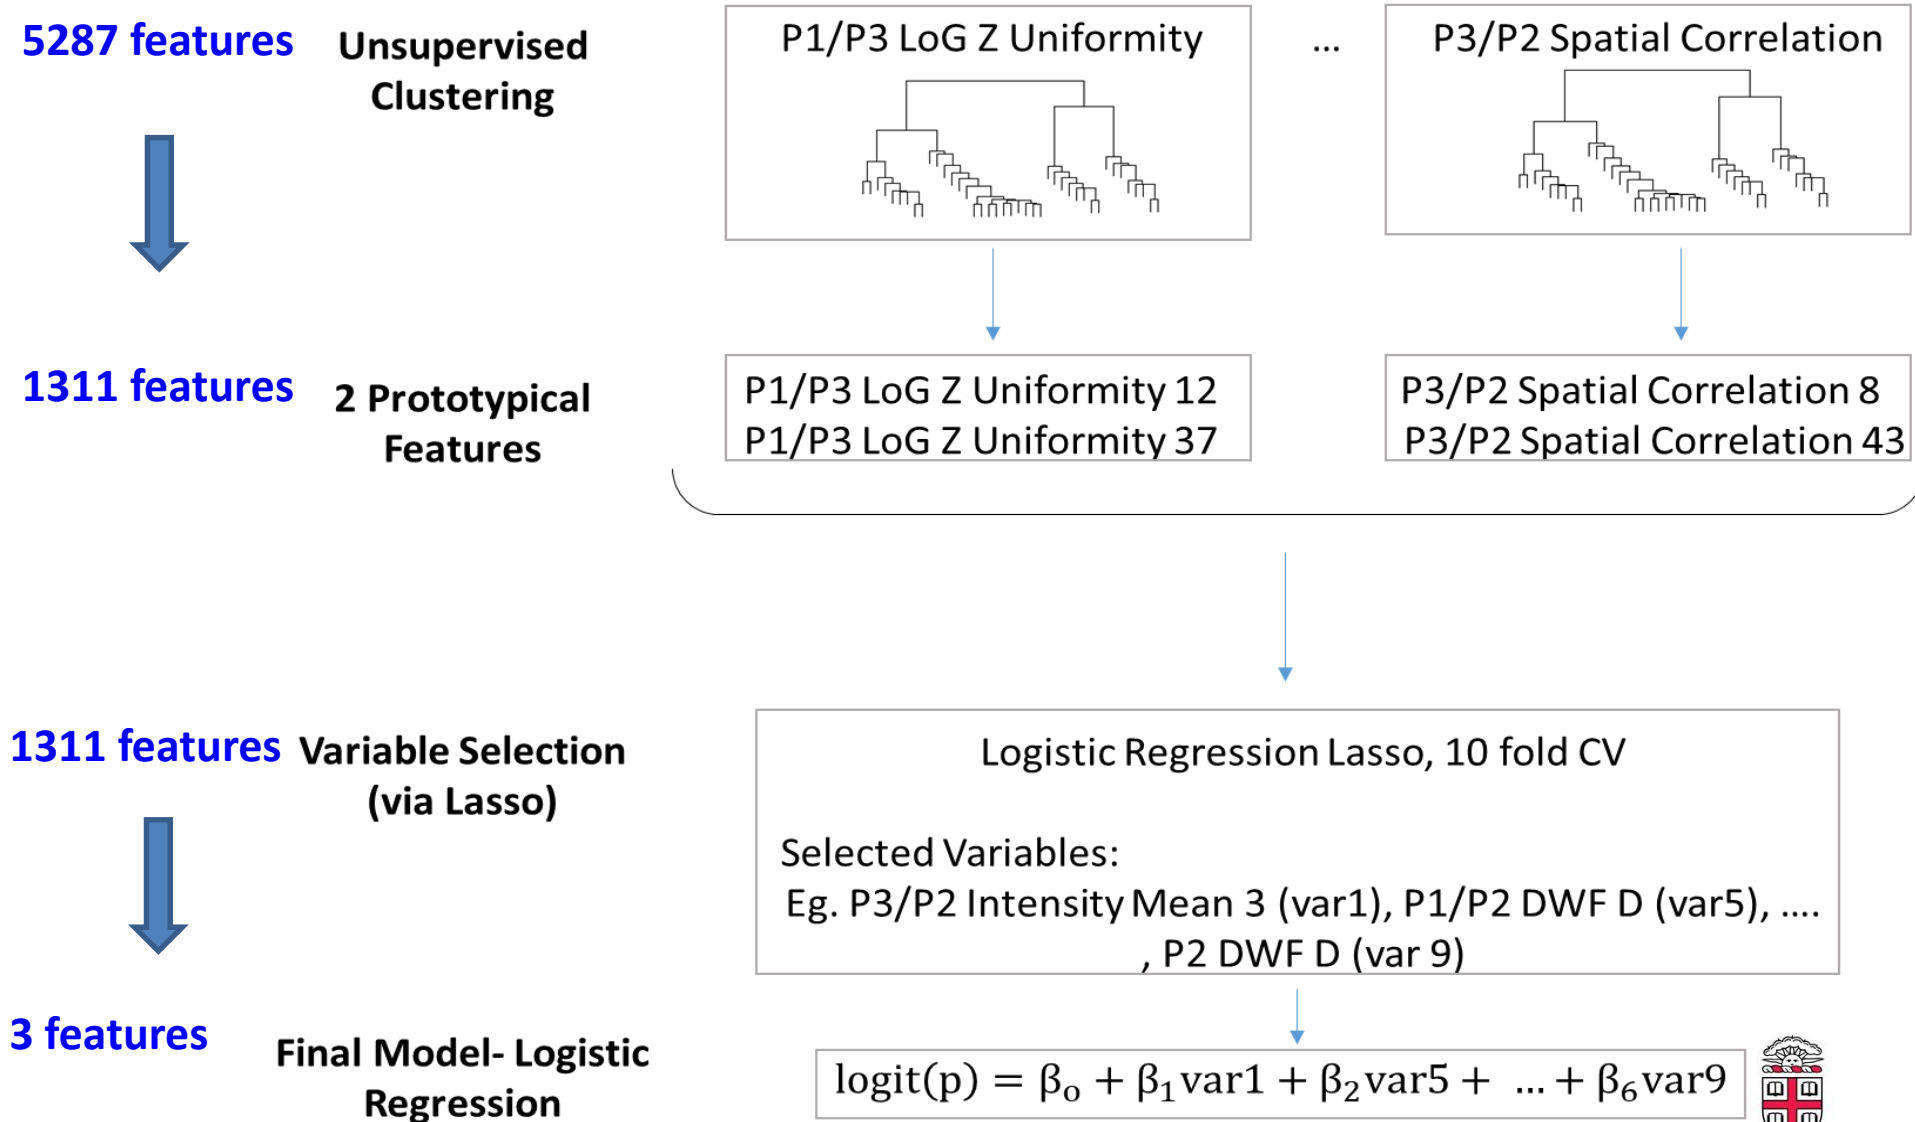 5287 features
Unsupervised
Clustering
P1/P3 LoG Z Uniformity
...
P3/P2 Spatial Correlation
1311 features
2 Prototypical
Features
P1/P3 LoG Z Uniformity 12
P1/P3 LoG Z Uniformity 37
P3/P2 Spatial Correlation 8
P3/P2 Spatial Correlation 43
1311 features
Variable Selection
(via Lasso)
Logistic Regression Lasso, 10 fold CV
Selected Variables:
Eg. P3/P2 Intensity Mean 3 (var1), P1/P2 DWF D (var5), ....
, P2 DWF D (var 9)
3 features
Final Model- Logistic
Regression
logit(p) = β₀ + β₁var1 + β₂var5 + ... + β₆var9